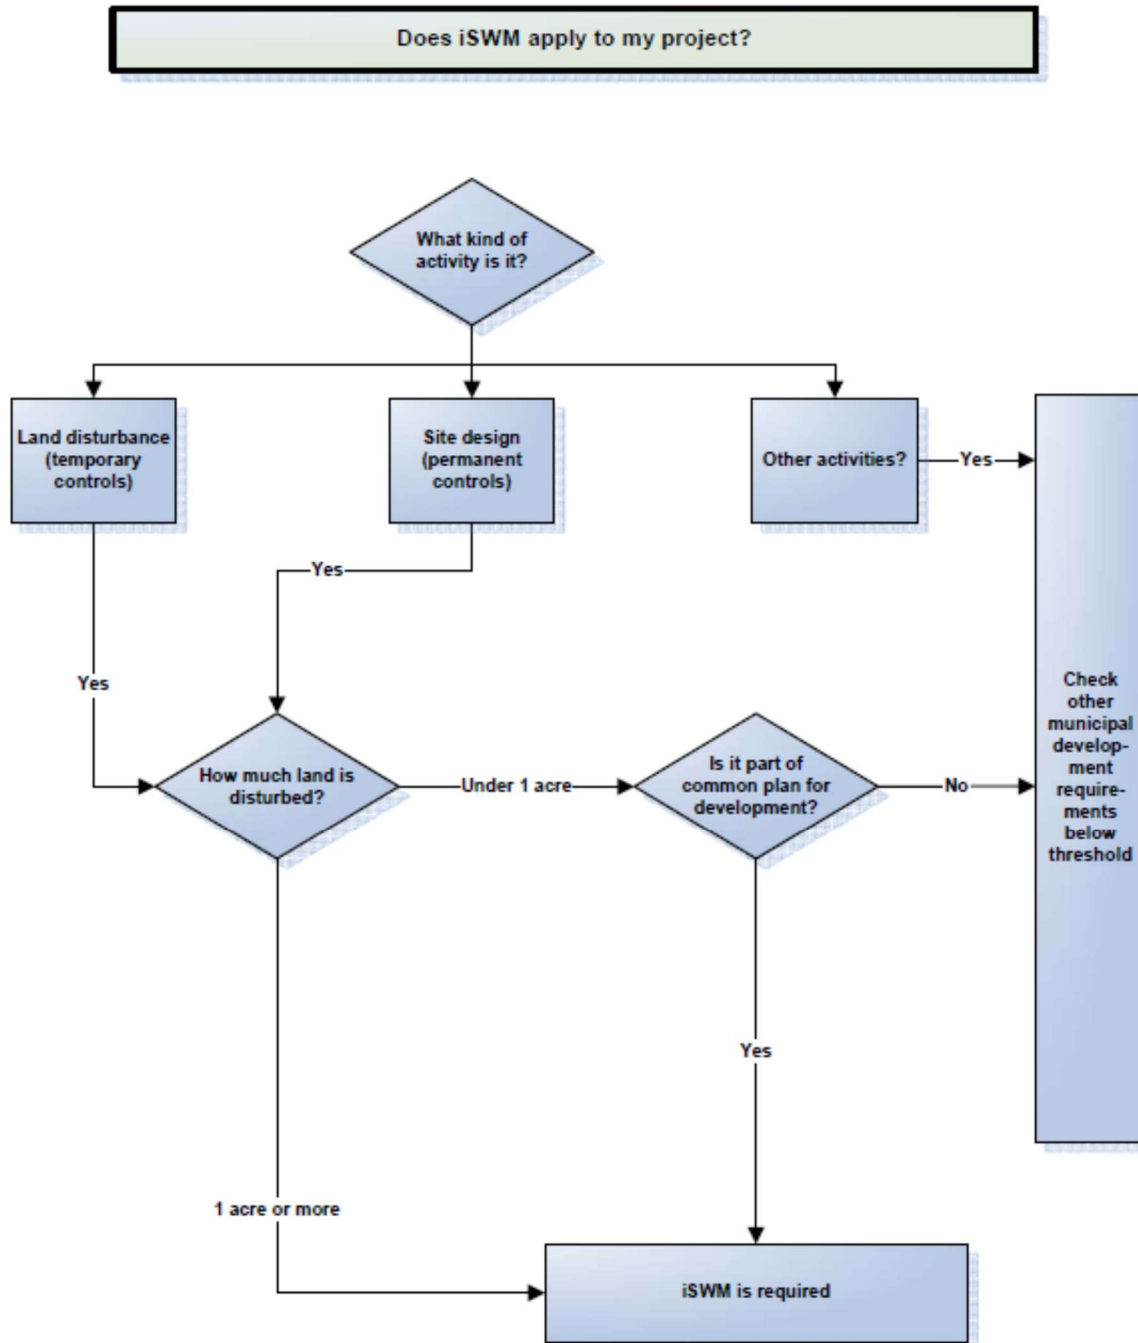 Does iSWM apply to my project?
What kind of
activity is it?
Land disturbance
(temporary
controls)
Site design
(permanent
controls)
Other activities?
Yes
Yes
Yes
How much land is
disturbed?
Under 1 acre
Is it part of
common plan for
development?
No
Check
other
municipal
develop-
ment
require-
ments
below
threshold
Yes
1 acre or more
iSWM is required